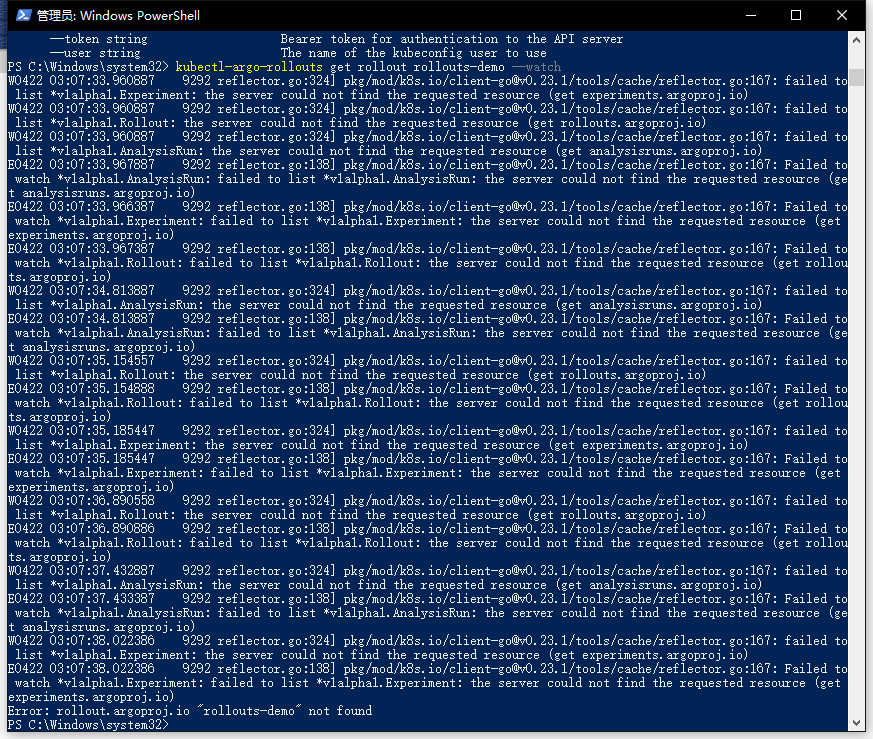 管理员: Windows PowerShell
--token string Bearer token for authentication to the API server
--user string The name of the kubeconfig user to use
PS C:\Windows\system32> kubectl-argo-rollouts get rollout rollouts-demo --watch
W0422 03:07:33.960887 9292 reflector.go:324] pkg/mod/k8s.io/client-go@v0.23.1/tools/cache/reflector.go:167: failed to
list *v1alpha1.Experiment: the server could not find the requested resource (get experiments.argoproj.io)
W0422 03:07:33.960887 9292 reflector.go:324] pkg/mod/k8s.io/client-go@v0.23.1/tools/cache/reflector.go:167: failed to
list *v1alpha1.Rollout: the server could not find the requested resource (get rollouts.argoproj.io)
W0422 03:07:33.960887 9292 reflector.go:324] pkg/mod/k8s.io/client-go@v0.23.1/tools/cache/reflector.go:167: failed to
list *v1alpha1.AnalysisRun: the server could not find the requested resource (get analysisruns.argoproj.io)
E0422 03:07:33.967887 9292 reflector.go:138] pkg/mod/k8s.io/client-go@v0.23.1/tools/cache/reflector.go:167: Failed to
watch *v1alpha1.AnalysisRun: failed to list *v1alpha1.AnalysisRun: the server could not find the requested resource (ge
t analysisruns.argoproj.io)
E0422 03:07:33.966387 9292 reflector.go:138] pkg/mod/k8s.io/client-go@v0.23.1/tools/cache/reflector.go:167: Failed to
watch *v1alpha1.Experiment: failed to list *v1alpha1.Experiment: the server could not find the requested resource (get
experiments.argoproj.io)
E0422 03:07:33.967387 9292 reflector.go:138] pkg/mod/k8s.io/client-go@v0.23.1/tools/cache/reflector.go:167: Failed to
watch *v1alpha1.Rollout: failed to list *v1alpha1.Rollout: the server could not find the requested resource (get rollou
ts.argoproj.io)
W0422 03:07:34.813887 9292 reflector.go:324] pkg/mod/k8s.io/client-go@v0.23.1/tools/cache/reflector.go:167: failed to
list *v1alpha1.AnalysisRun: the server could not find the requested resource (get analysisruns.argoproj.io)
E0422 03:07:34.813887 9292 reflector.go:138] pkg/mod/k8s.io/client-go@v0.23.1/tools/cache/reflector.go:167: Failed to
watch *v1alpha1.AnalysisRun: failed to list *v1alpha1.AnalysisRun: the server could not find the requested resource (ge
t analysisruns.argoproj.io)
W0422 03:07:35.154557 9292 reflector.go:324] pkg/mod/k8s.io/client-go@v0.23.1/tools/cache/reflector.go:167: failed to
list *v1alpha1.Rollout: the server could not find the requested resource (get rollouts.argoproj.io)
E0422 03:07:35.154888 9292 reflector.go:138] pkg/mod/k8s.io/client-go@v0.23.1/tools/cache/reflector.go:167: Failed to
watch *v1alpha1.Rollout: failed to list *v1alpha1.Rollout: the server could not find the requested resource (get rollou
ts.argoproj.io)
W0422 03:07:35.185447 9292 reflector.go:324] pkg/mod/k8s.io/client-go@v0.23.1/tools/cache/reflector.go:167: failed to
list *v1alpha1.Experiment: the server could not find the requested resource (get experiments.argoproj.io)
E0422 03:07:35.185447 9292 reflector.go:138] pkg/mod/k8s.io/client-go@v0.23.1/tools/cache/reflector.go:167: Failed to
watch *v1alpha1.Experiment: failed to list *v1alpha1.Experiment: the server could not find the requested resource (get
experiments.argoproj.io)
W0422 03:07:36.890558 9292 reflector.go:324] pkg/mod/k8s.io/client-go@v0.23.1/tools/cache/reflector.go:167: failed to
list *v1alpha1.Rollout: the server could not find the requested resource (get rollouts.argoproj.io)
E0422 03:07:36.890886 9292 reflector.go:138] pkg/mod/k8s.io/client-go@v0.23.1/tools/cache/reflector.go:167: Failed to
watch *v1alpha1.Rollout: failed to list *v1alpha1.Rollout: the server could not find the requested resource (get rollou
ts.argoproj.io)
W0422 03:07:37.432887 9292 reflector.go:324] pkg/mod/k8s.io/client-go@v0.23.1/tools/cache/reflector.go:167: failed to
list *v1alpha1.AnalysisRun: the server could not find the requested resource (get analysisruns.argoproj.io)
E0422 03:07:37.433387 9292 reflector.go:138] pkg/mod/k8s.io/client-go@v0.23.1/tools/cache/reflector.go:167: Failed to
watch *v1alpha1.AnalysisRun: failed to list *v1alpha1.AnalysisRun: the server could not find the requested resource (ge
t analysisruns.argoproj.io)
W0422 03:07:38.022386 9292 reflector.go:324] pkg/mod/k8s.io/client-go@v0.23.1/tools/cache/reflector.go:167: failed to
list *v1alpha1.Experiment: the server could not find the requested resource (get experiments.argoproj.io)
E0422 03:07:38.022386 9292 reflector.go:138] pkg/mod/k8s.io/client-go@v0.23.1/tools/cache/reflector.go:167: Failed to
watch *v1alpha1.Experiment: failed to list *v1alpha1.Experiment: the server could not find the requested resource (get
experiments.argoproj.io)
Error: rollout.argoproj.io "rollouts-demo" not found
PS C:\Windows\system32>